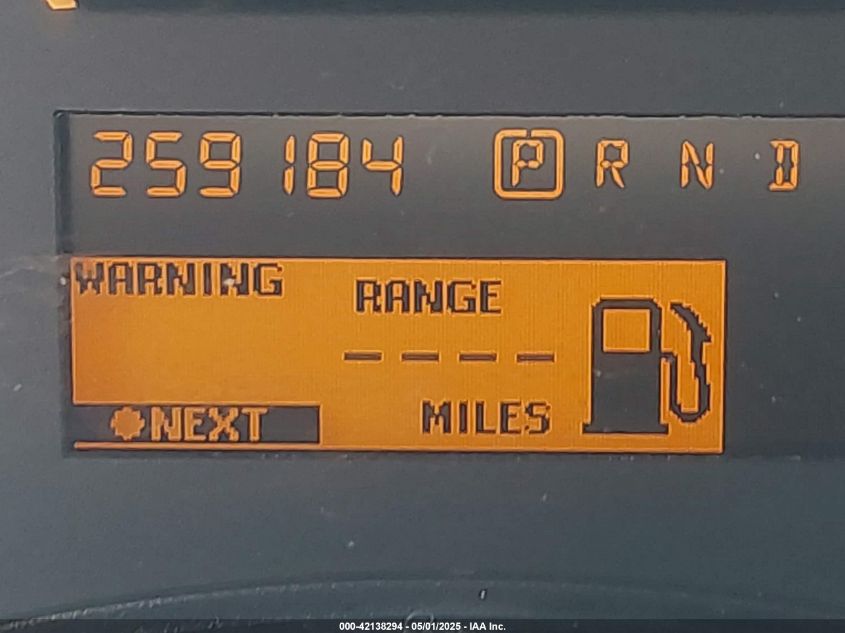 259184 P R N D
WARNING
RANGE
----
MILES
NEXT
000-42138294 - 05/01/2025 - IAA Inc.